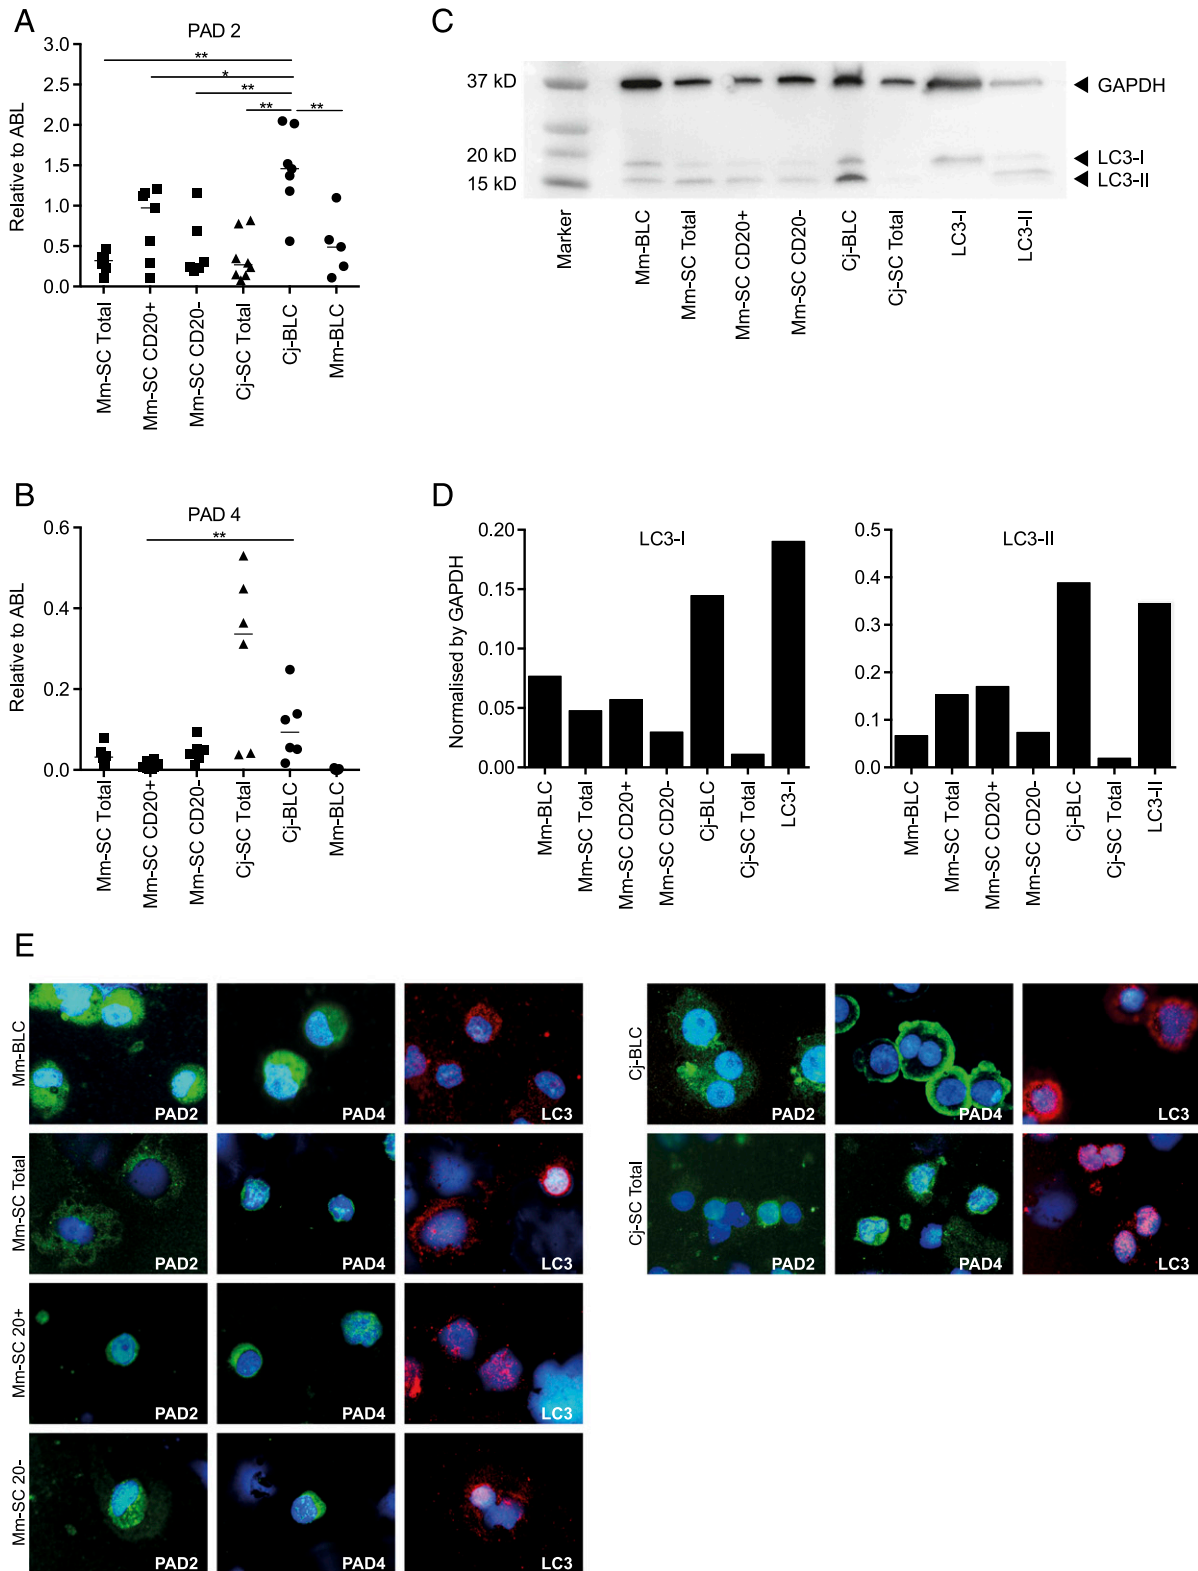 A
PAD 2
Relative to ABL
3.0
2.5
2.0
1.5
1.0
0.5
0.0
**
*
**
**
**
Mm-SC Total
Mm-SC CD20+
Mm-SC CD20-
Cj-SC Total
Cj-BLC
Mm-BLC
B
PAD 4
Relative to ABL
0.6
0.4
0.2
0.0
**
Mm-SC Total
Mm-SC CD20+
Mm-SC CD20-
Cj-SC Total
Cj-BLC
Mm-BLC
C
37 kD
20 kD
15 kD
GAPDH
LC3-I
LC3-II
Marker
Mm-BLC
Mm-SC Total
Mm-SC CD20+
Mm-SC CD20-
Cj-BLC
Cj-SC Total
LC3-I
LC3-II
D
LC3-I
Normalised by GAPDH
0.20
0.15
0.10
0.05
0.00
Mm-BLC
Mm-SC Total
Mm-SC CD20+
Mm-SC CD20-
Cj-BLC
Cj-SC Total
LC3-I
LC3-II
0.5
0.4
0.3
0.2
0.1
0.0
Mm-BLC
Mm-SC Total
Mm-SC CD20+
Mm-SC CD20-
Cj-BLC
Cj-SC Total
LC3-II
E
Mm-BLC
PAD2
PAD4
LC3
Mm-SC Total
PAD2
PAD4
LC3
Mm-SC 20+
PAD2
PAD4
LC3
Mm-SC 20-
PAD2
PAD4
LC3
Cj-BLC
PAD2
PAD4
LC3
Cj-SC Total
PAD2
PAD4
LC3